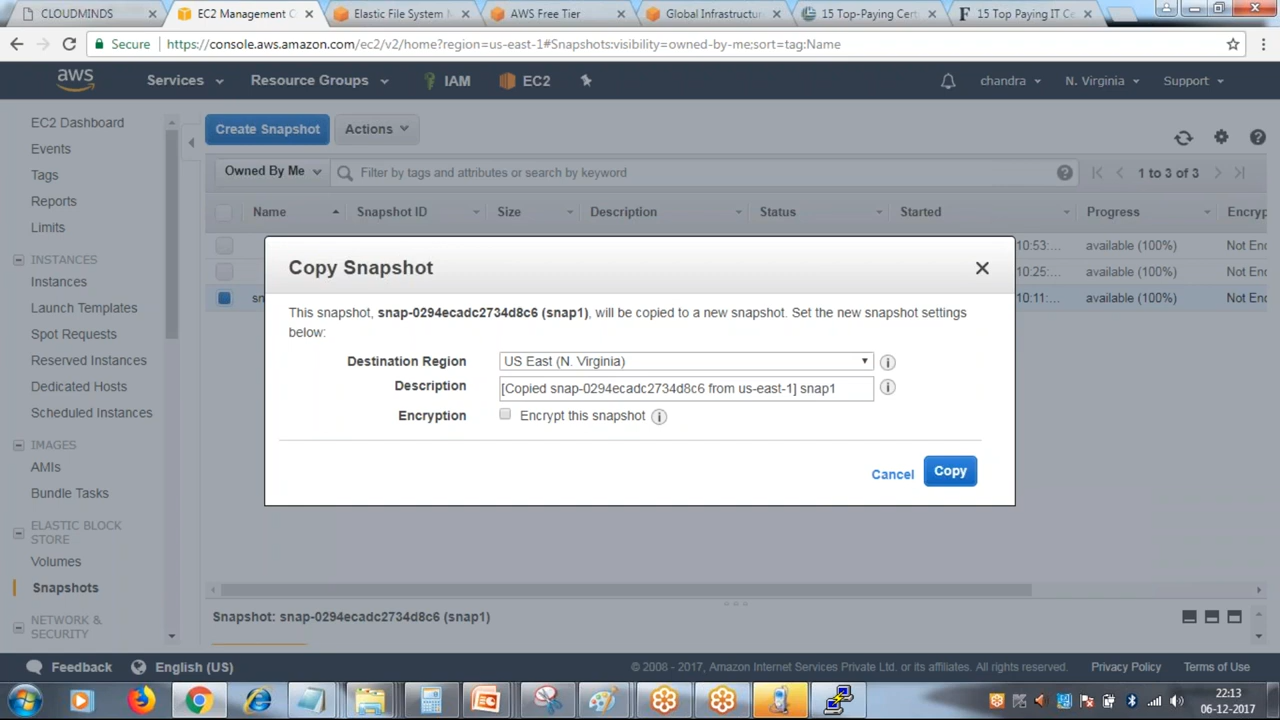 CLOUDMINDS
EC2 Management C
Elastic File System M
AWS Free Tier
Global Infrastructur
15 Top-Paying Cert
15 Top Paying IT Ce
Secure
https://console.aws.amazon.com/ec2/v2/home?region=us-east-1#Snapshots:visibility=owned-by-me;sort=tag:Name
aws
Services
Resource Groups
IAM
EC2
chandra
N. Virginia
Support
EC2 Dashboard
Events
Tags
Reports
Limits
INSTANCES
Instances
Launch Templates
Spot Requests
Reserved Instances
Dedicated Hosts
Scheduled Instances
IMAGES
AMIs
Bundle Tasks
ELASTIC BLOCK
STORE
Volumes
Snapshots
NETWORK &
SECURITY
Create Snapshot
Actions
Owned By Me
Filter by tags and attributes or search by keyword
1 to 3 of 3
Name Snapshot ID Size Description Status Started Progress Encryp
10:53:... available (100%) Not Enc
10:25:... available (100%) Not Enc
sn 10:11:... available (100%) Not Enc
Copy Snapshot
This snapshot, snap-0294ecadc2734d8c6 (snap1), will be copied to a new snapshot. Set the new snapshot settings
below:
Destination Region US East (N. Virginia)
Description [Copied snap-0294ecadc2734d8c6 from us-east-1] snap1
Encryption Encrypt this snapshot
Cancel
Copy
Snapshot: snap-0294ecadc2734d8c6 (snap1)
Feedback
English (US)
© 2008 - 2017, Amazon Internet Services Private Ltd. or its affiliates. All rights reserved.
Privacy Policy
Terms of Use
22:13
06-12-2017